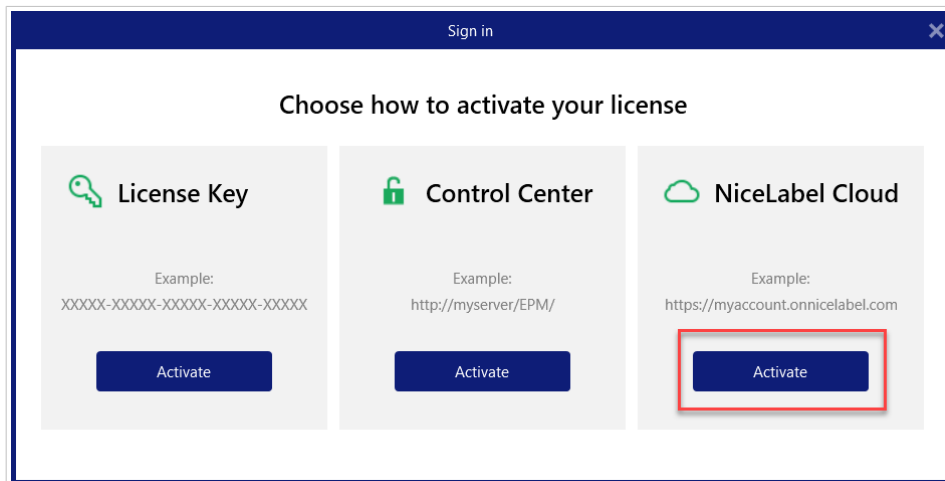 Sign in
Choose how to activate your license
License Key
Example:
XXXXX-XXXXX-XXXXX-XXXXX-XXXXX
Activate
Control Center
Example:
http://myserver/EPM/
Activate
NiceLabel Cloud
Example:
https://myaccount.onnicelabel.com
Activate